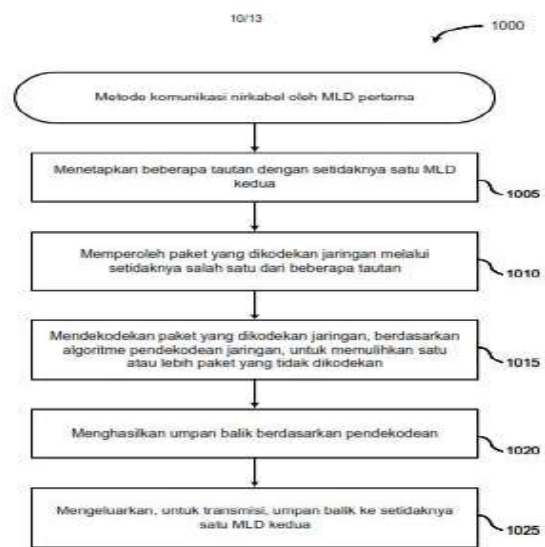 10/13
1000
Metode komunikasi nirkabel oleh MLD pertama
Menetapkan beberapa tautan dengan setidaknya satu MLD
kedua
1005
Memperoleh paket yang dikodekan jaringan melalui
setidaknya salah satu dari beberapa tautan
1010
Mendekodekan paket yang dikodekan jaringan, berdasarkan
algoritme pendekodean jaringan, untuk memulihkan satu
atau lebih paket yang tidak dikodekan
1015
Menghasilkan umpan balik berdasarkan pendekodean
1020
Mengeluarkan, untuk transmisi, umpan balik ke setidaknya
satu MLD kedua
1025